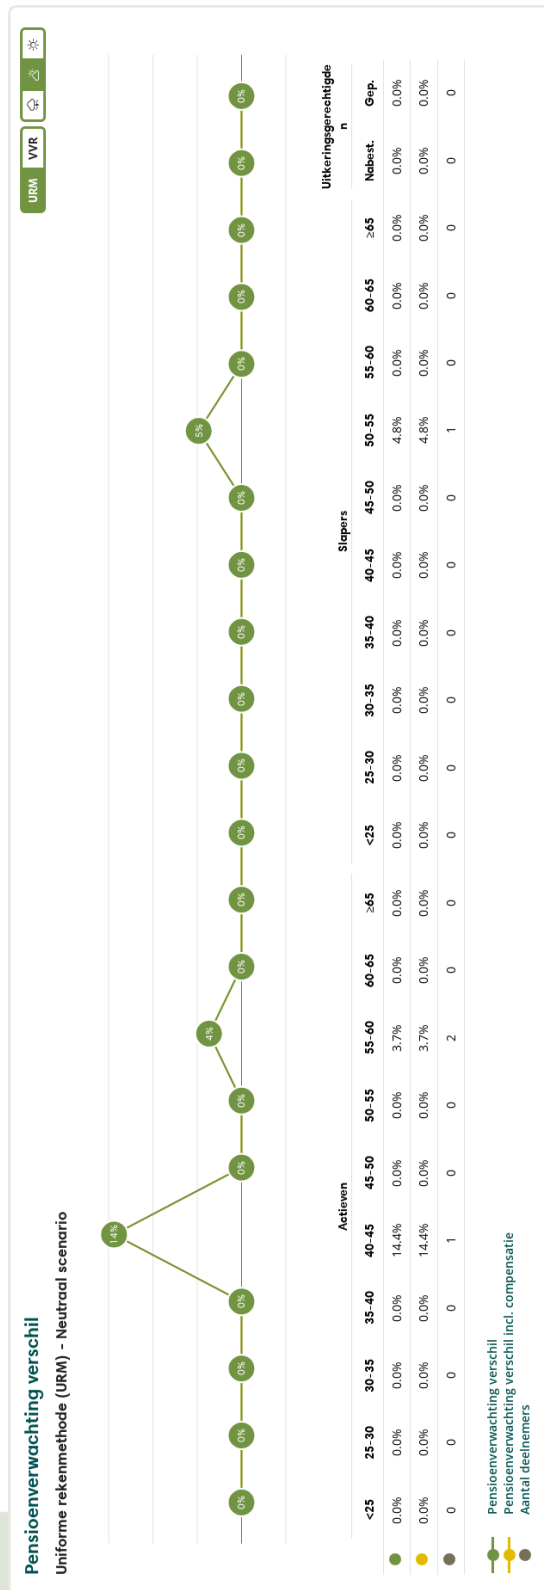 Pensioenverwachting verschil
URM VVR
Uniforme rekenmethode (URM) – Neutraal scenario
0% 0% 0% 0% 14% 0% 0% 4% 0% 0% 0% 0% 0% 0% 0% 0% 5% 0% 0% 0% 0% 0%
Actieven Slapers Uitkeringsgerechtigde
n
<25 25-30 30-35 35-40 40-45 45-50 50-55 55-60 60-65 ≥65 <25 25-30 30-35 35-40 40-45 45-50 50-55 55-60 60-65 ≥65 Nabest. Gep.
0.0% 0.0% 0.0% 0.0% 14.4% 0.0% 0.0% 3.7% 0.0% 0.0% 0.0% 0.0% 0.0% 0.0% 0.0% 0.0% 4.8% 0.0% 0.0% 0.0% 0.0% 0.0%
0.0% 0.0% 0.0% 0.0% 14.4% 0.0% 0.0% 3.7% 0.0% 0.0% 0.0% 0.0% 0.0% 0.0% 0.0% 0.0% 4.8% 0.0% 0.0% 0.0% 0.0% 0.0%
0 0 0 0 1 0 0 2 0 0 0 0 0 0 0 0 1 0 0 0 0 0
Pensioenverwachting verschil
Pensioenverwachting verschil incl. compensatie
Aantal deelnemers